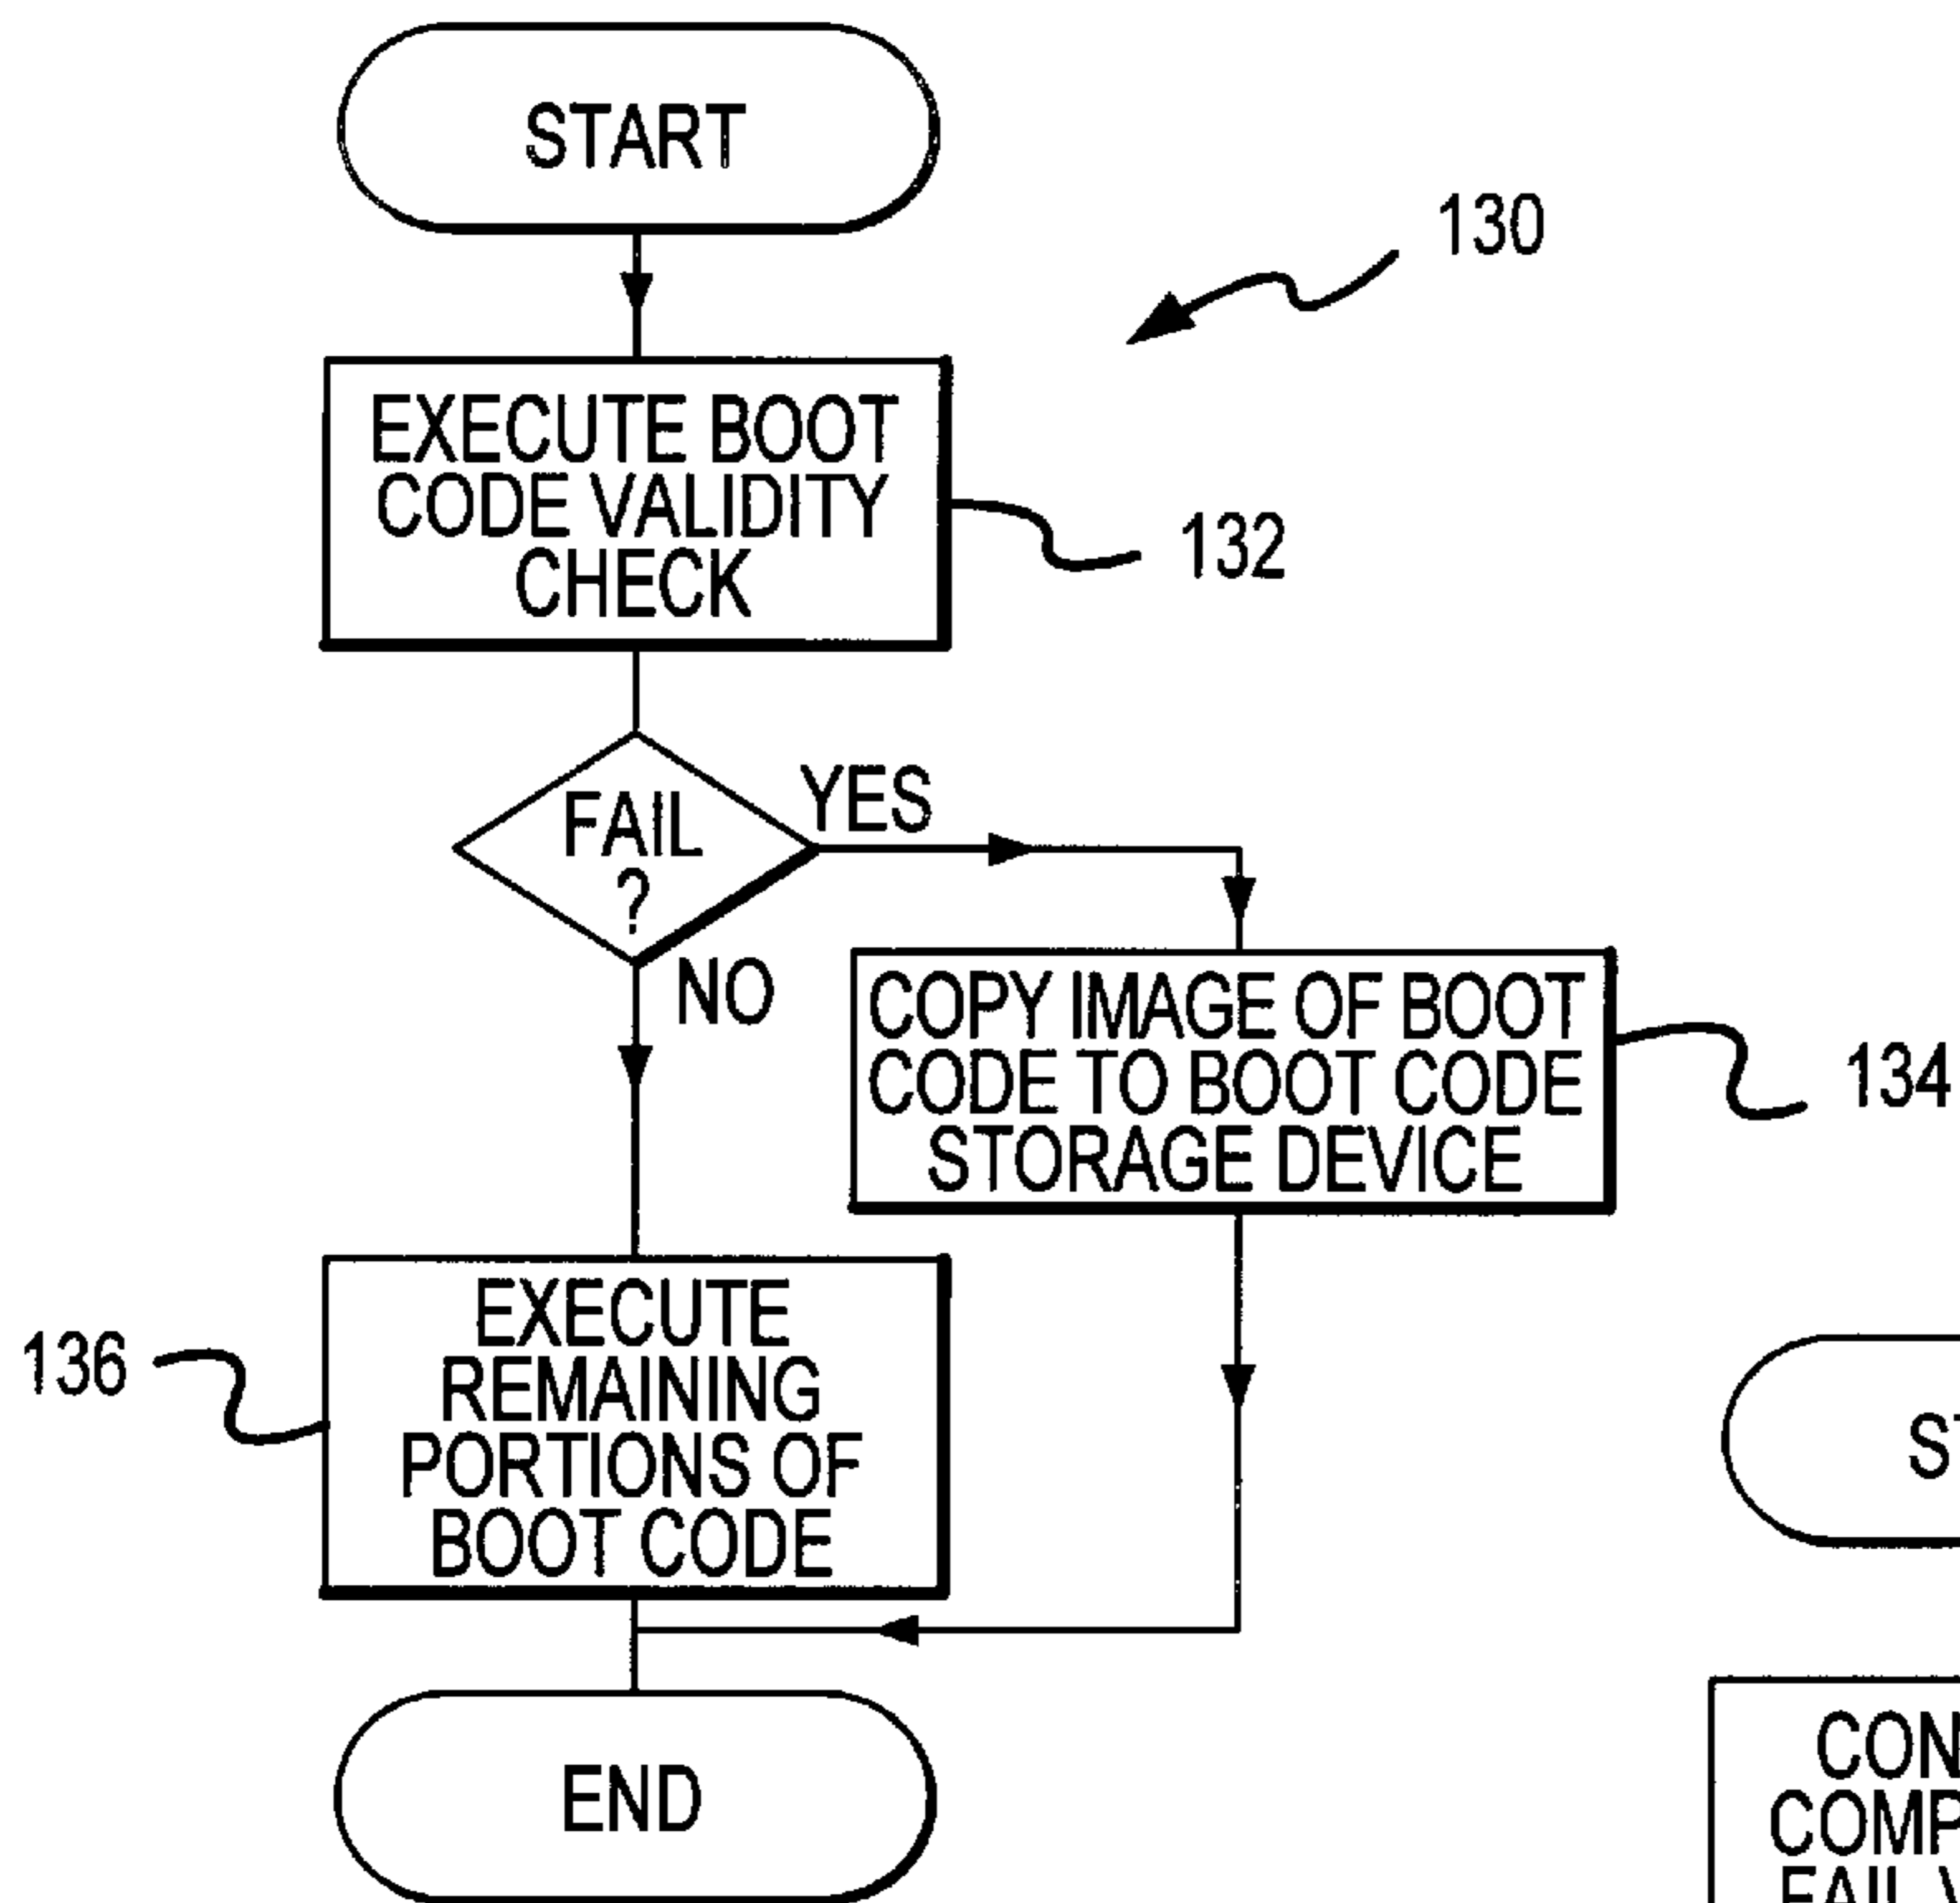 START
130
EXECUTE BOOT
CODE VALIDITY
CHECK
132
FAIL
?
YES
NO
COPY IMAGE OF BOOT
CODE TO BOOT CODE
STORAGE DEVICE
134
EXECUTE
REMAINING
PORTIONS OF
BOOT CODE
136
END